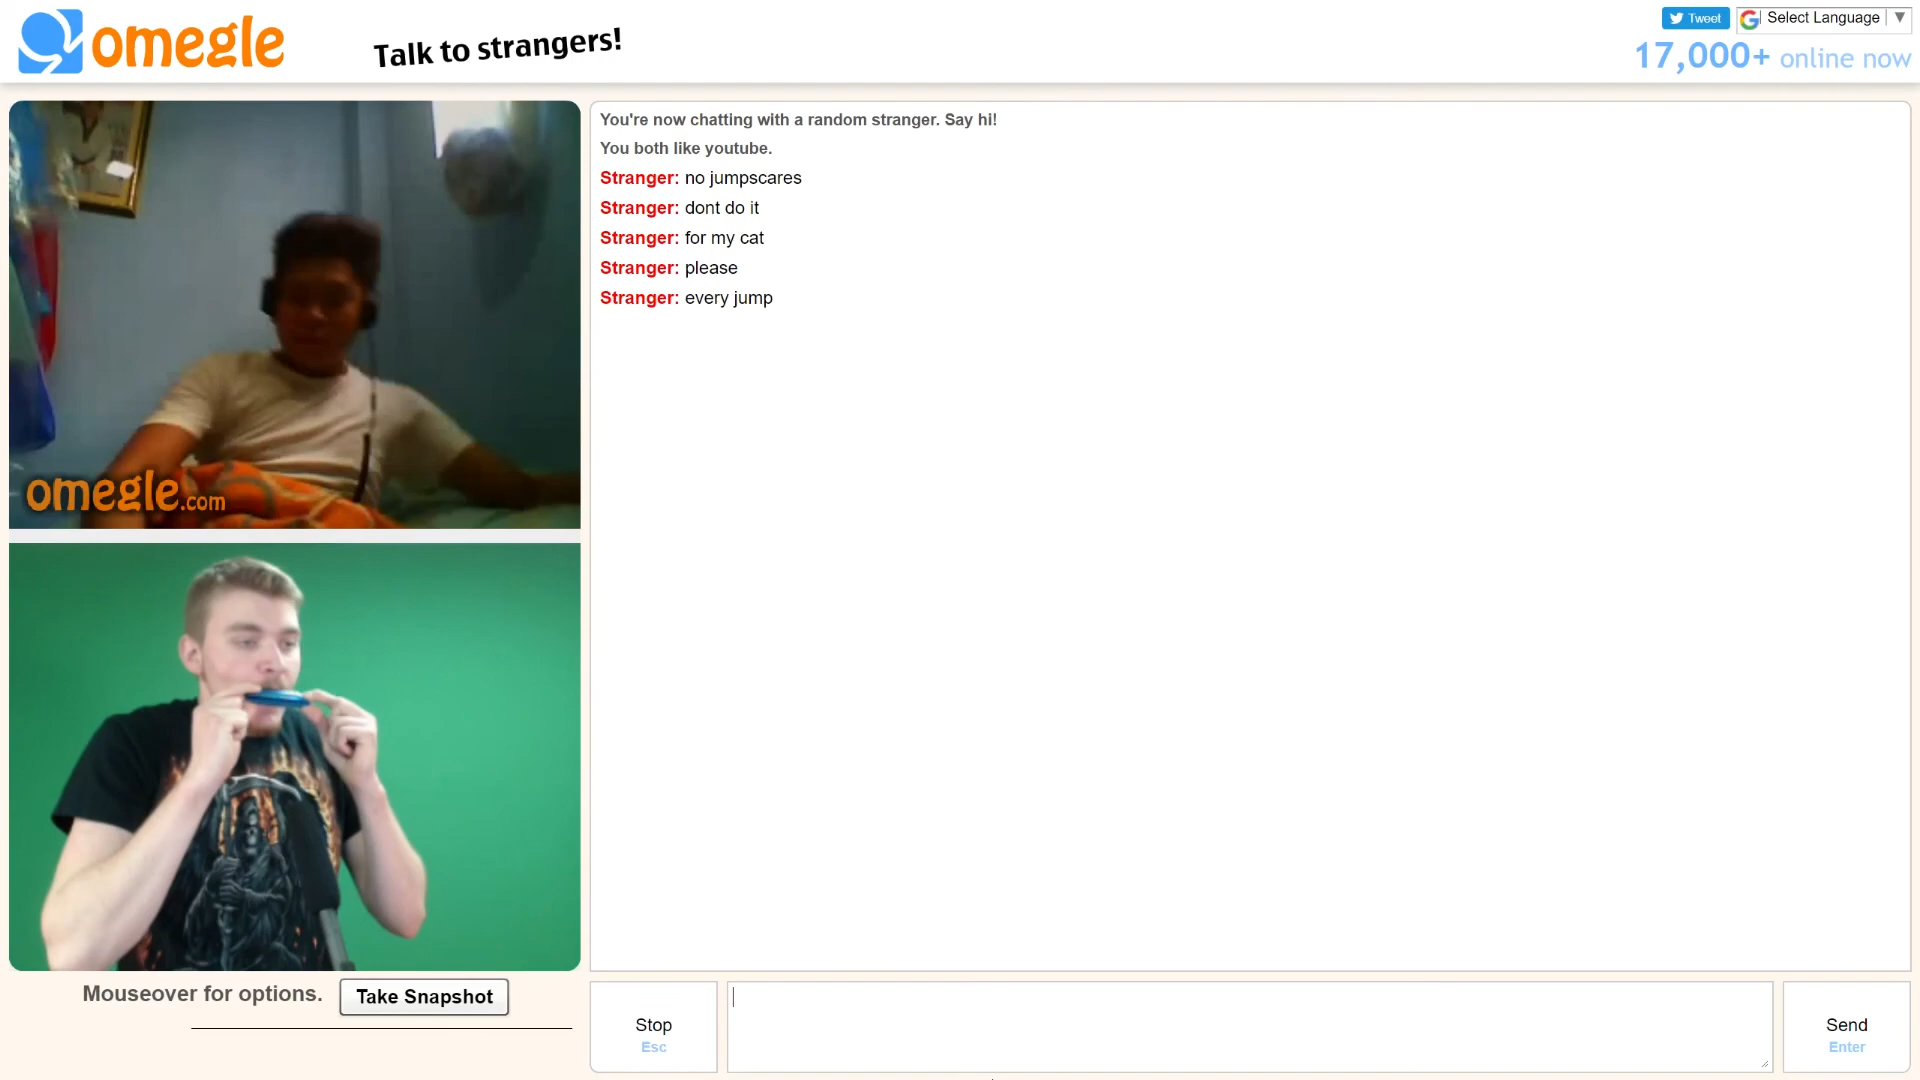 omegle
Talk to strangers!
Tweet
Select Language
17,000+ online now
omegle.com
You're now chatting with a random stranger. Say hi!
You both like youtube.
Stranger: no jumpscares
Stranger: dont do it
Stranger: for my cat
Stranger: please
Stranger: every jump
Mouseover for options.
Take Snapshot
Stop
Esc
Send
Enter